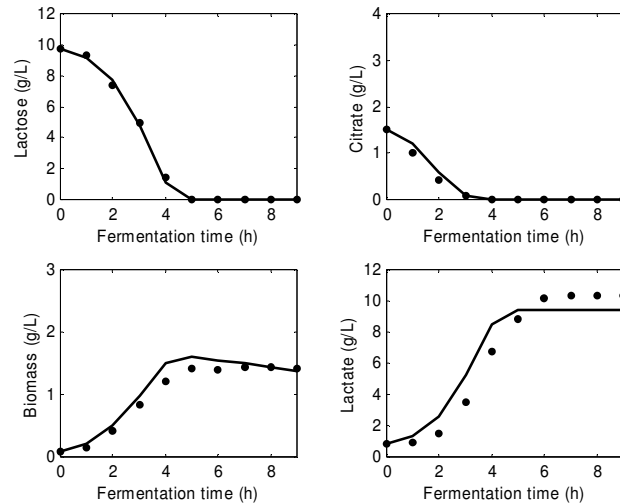 12
10
8
6
4
2
0
Lactose (g/L)
0 2 4 6 8
Fermentation time (h)
4
3
2
1
0
Citrate (g/L)
0 2 4 6 8
Fermentation time (h)
3
2
1
0
Biomass (g/L)
0 2 4 6 8
Fermentation time (h)
12
10
8
6
4
2
0
Lactate (g/L)
0 2 4 6 8
Fermentation time (h)